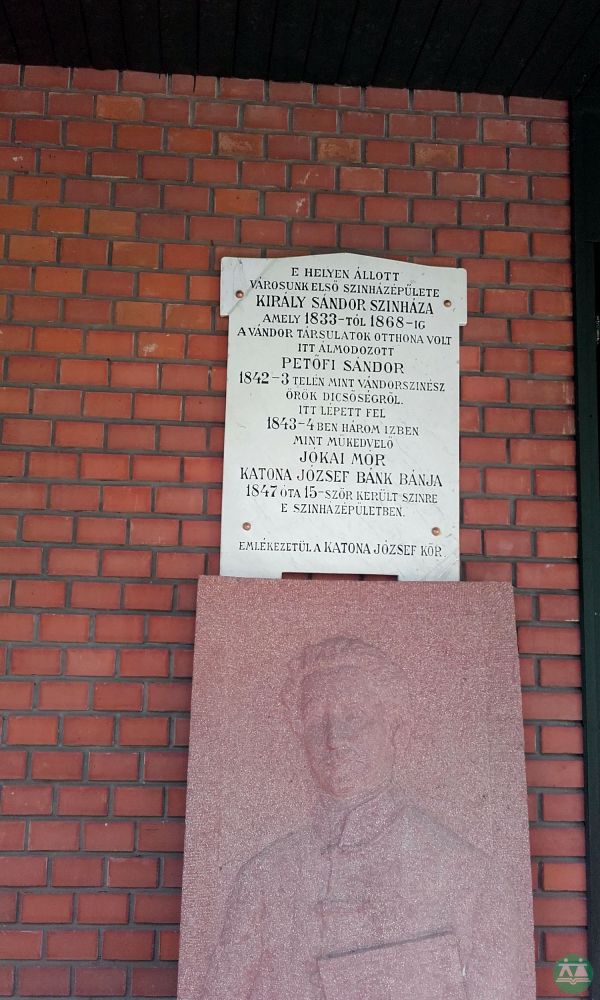 E HELYEN ÁLLOTT
VÁROSUNK ELSŐ SZINHÁZÉPÜLETE
KIRÁLY SÁNDOR SZINHÁZA
AMELY 1833-TÓL 1868-IG
A VÁNDOR TÁRSULATOK OTTHONA VOLT
ITT ÁLMODOZOTT
PETŐFI SÁNDOR
1842-3 TELÉN MINT VÁNDORSZINÉSZ
ÖRÖK DICSŐSÉGRŐL.
ITT LÉPETT FEL
1843-4 BEN HÁROM IZBEN
MINT MŰKEDVELŐ
JÓKAI MÓR
KATONA JÓZSEF BÁNK BÁNJA
1847 ÓTA 15-SZÖR KERÜLT SZINRE
E SZINHÁZÉPÜLETBEN.
EMLÉKEZETÜL A KATONA JÓZSEF KÖR.